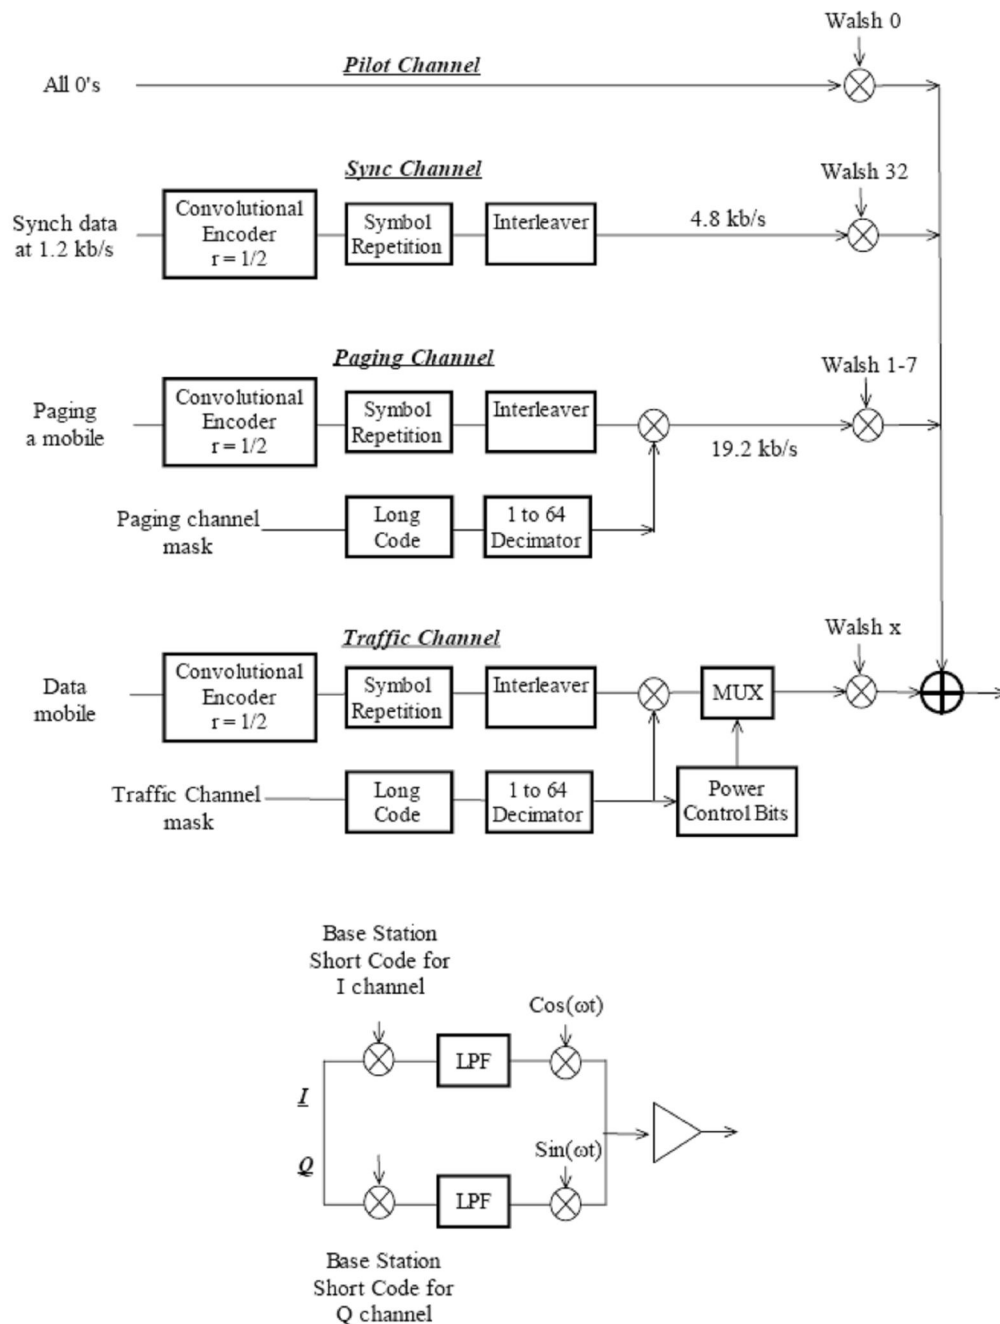 Walsh 0
Pilot Channel
All 0's
Sync Channel
Walsh 32
Synch data
at 1.2 kb/s
Convolutional
Encoder
r = 1/2
Symbol
Repetition
Interleaver
4.8 kb/s
Paging Channel
Walsh 1-7
Paging
a mobile
Convolutional
Encoder
r = 1/2
Symbol
Repetition
Interleaver
19.2 kb/s
Paging channel
mask
Long
Code
1 to 64
Decimator
Traffic Channel
Walsh x
Data
mobile
Convolutional
Encoder
r = 1/2
Symbol
Repetition
Interleaver
MUX
Traffic Channel
mask
Long
Code
1 to 64
Decimator
Power
Control Bits
Base Station
Short Code for
I channel
Cos(ωt)
LPF
I
Q
Sin(ωt)
LPF
Base Station
Short Code for
Q channel